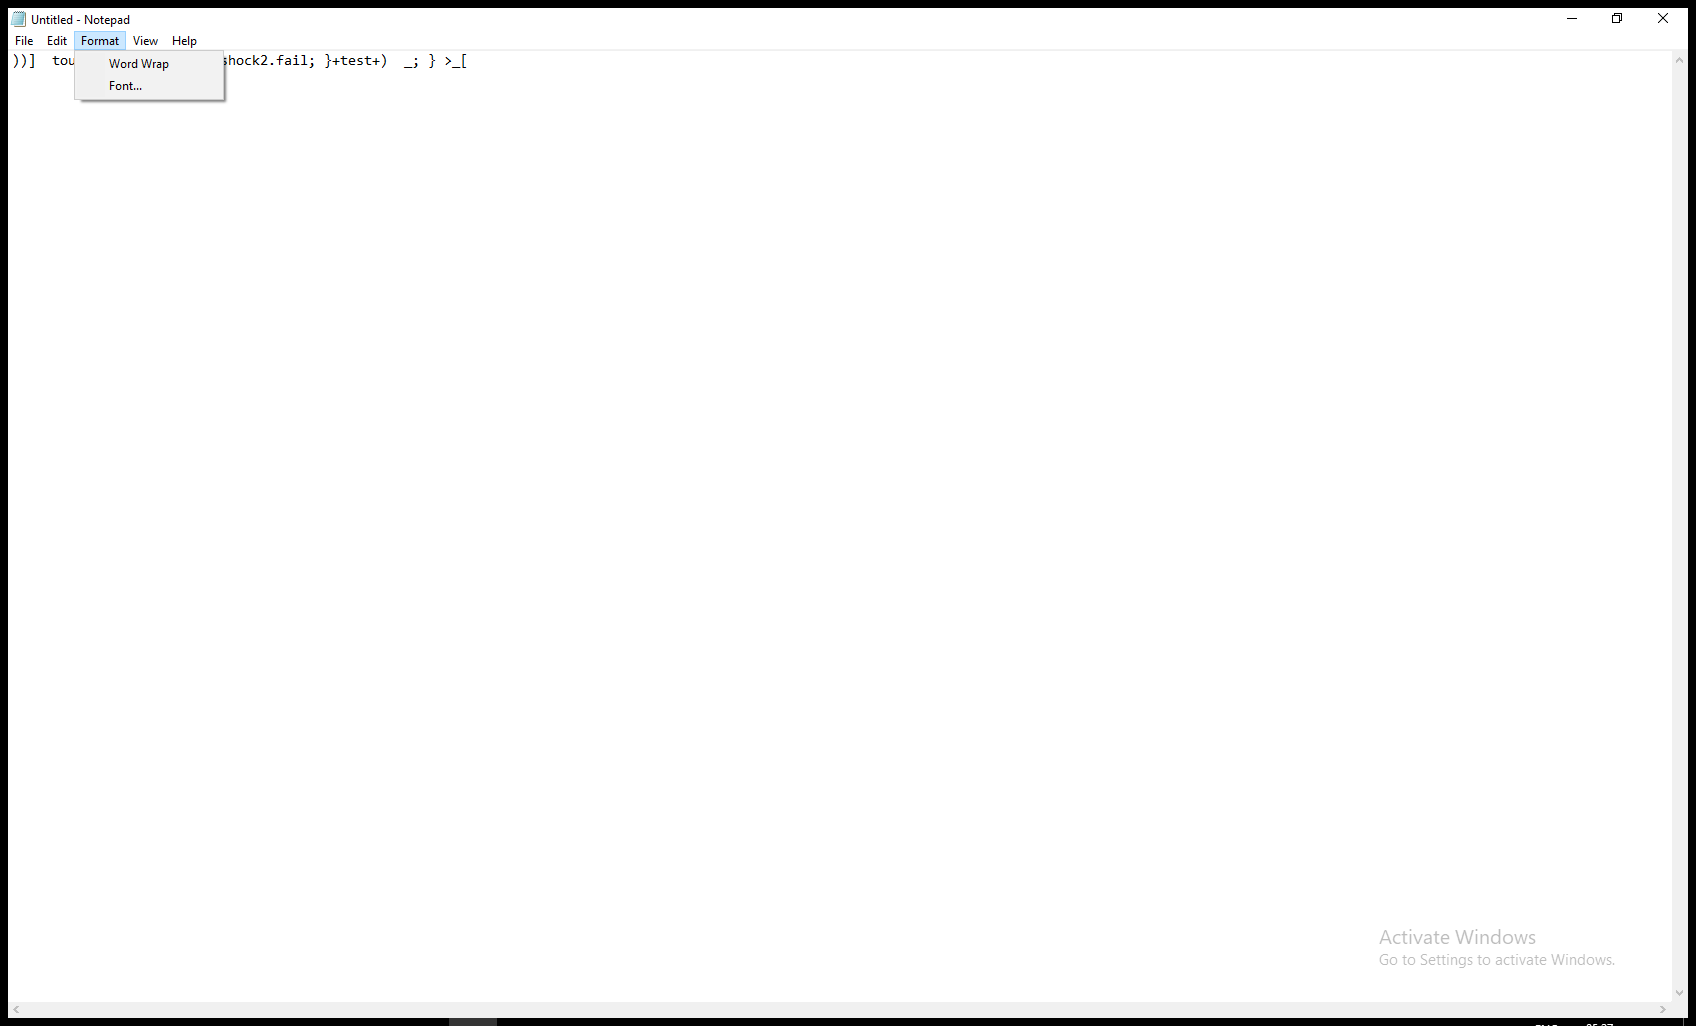 Untitled - Notepad
File Edit Format View Help
))] tou shock2.fail; }+test+) _; } >_[
Word Wrap
Font...
Activate Windows
Go to Settings to activate Windows.